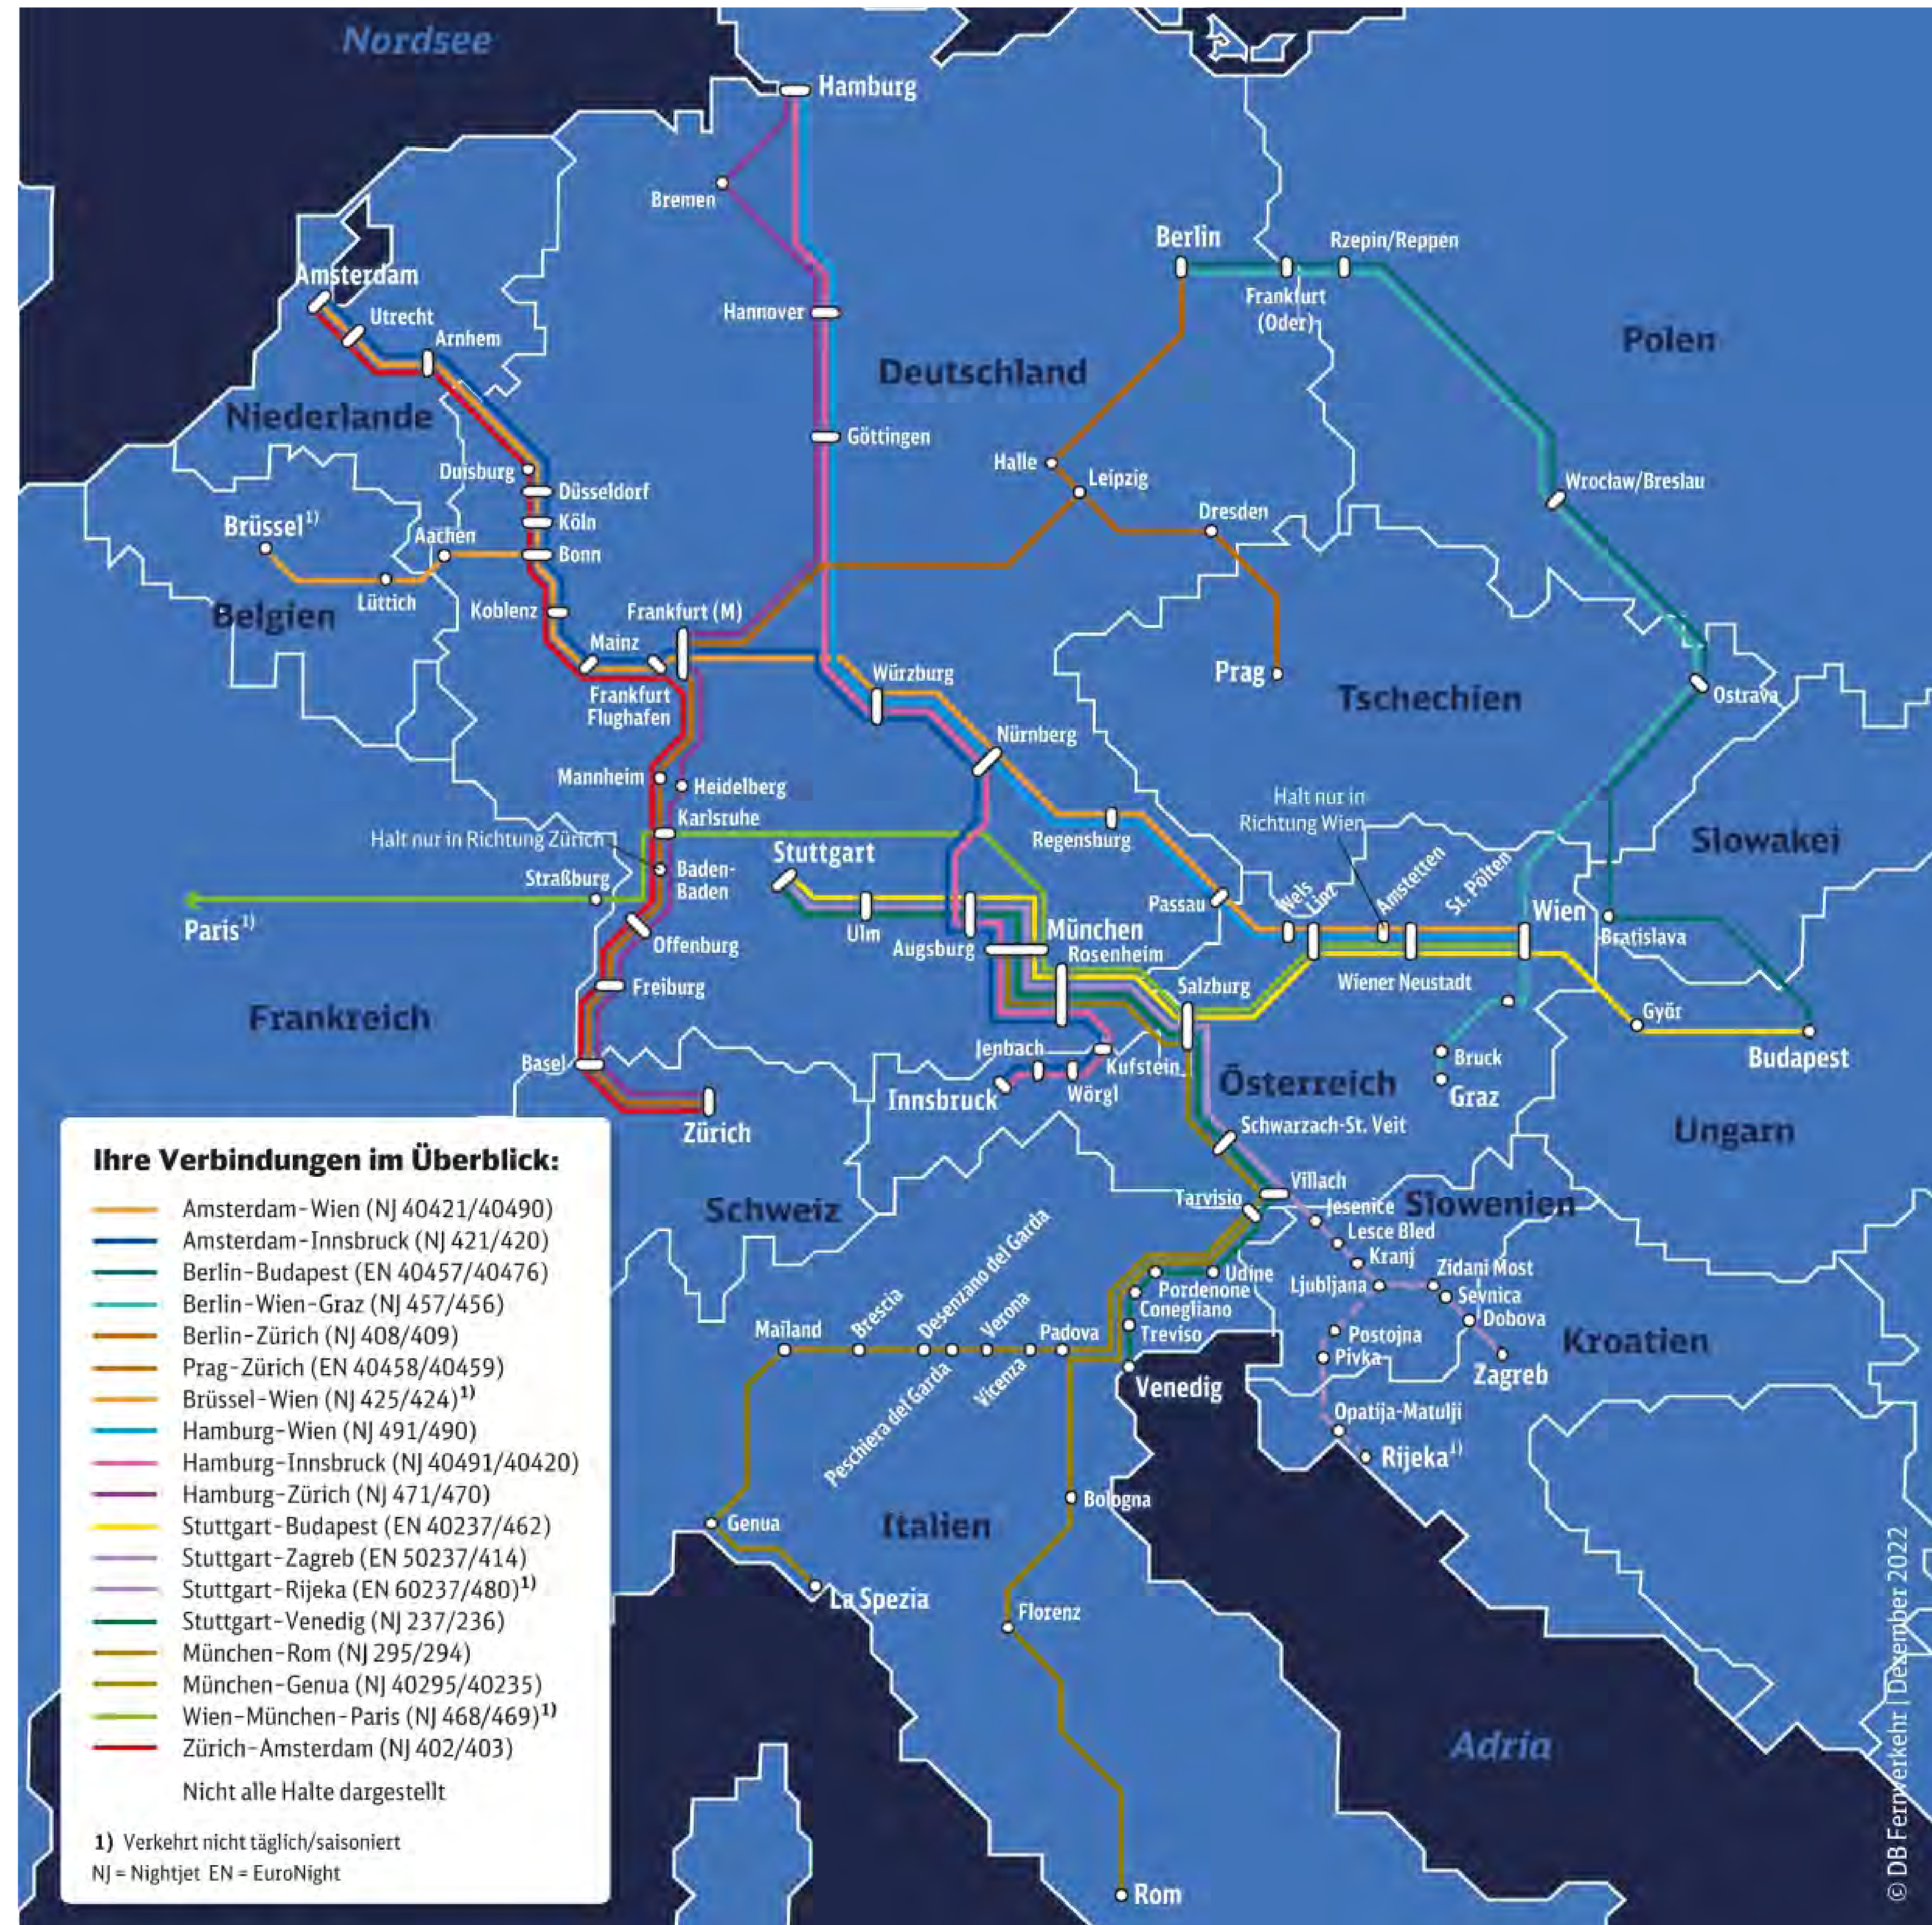 Nordsee
Hamburg
Bremen
Berlin
Rzepin/Reppen
Amsterdam
Frankfurt
(Oder)
Utrecht
Hannover
Arnhem
Polen
Deutschland
Niederlande
Göttingen
Halle
Leipzig
Duisburg
Düsseldorf
Wrocław/Breslau
Dresden
Brüssel1)
Köln
Aachen
Bonn
Lüttich
Koblenz
Frankfurt (M)
Belgien
Mainz
Würzburg
Prag
Frankfurt
Flughafen
Tschechien
Ostrava
Nürnberg
Mannheim
Heidelberg
Halt nur in
Richtung Wien
Karlsruhe
Halt nur in Richtung Zürich
Regensburg
Slowakei
Stuttgart
Baden-
Baden
Straßburg
Amstetten
St. Pölten
Wels
Linz
Passau
Wien
Paris1)
Ulm
München
Bratislava
Offenburg
Augsburg
Rosenheim
Wiener Neustadt
Salzburg
Freiburg
Frankreich
Györ
Jenbach
Bruck
Budapest
Basel
Kufstein
Österreich
Wörgl
Innsbruck
Graz
Zürich
Schwarzach-St. Veit
Ungarn
Villach
Tarvisio
Jesenice
Slowenien
Schweiz
Lesce Bled
Kranj
Udine
Zidani Most
Ljubljana
Pordenone
Sevnica
Conegliano
Dobova
Mailand
Brescia
Desenzano del Garda
Verona
Padova
Treviso
Postojna
Kroatien
Pivka
Zagreb
Peschiera del Garda
Vicenza
Venedig
Opatija-Matulji
Rijeka1)
Bologna
Genua
Italien
La Spezia
Florenz
Adria
Rom
Ihre Verbindungen im Überblick:
Amsterdam-Wien (NJ 40421/40490)
Amsterdam-Innsbruck (NJ 421/420)
Berlin-Budapest (EN 40457/40476)
Berlin-Wien-Graz (NJ 457/456)
Berlin-Zürich (NJ 408/409)
Prag-Zürich (EN 40458/40459)
Brüssel-Wien (NJ 425/424)1)
Hamburg-Wien (NJ 491/490)
Hamburg-Innsbruck (NJ 40491/40420)
Hamburg-Zürich (NJ 471/470)
Stuttgart-Budapest (EN 40237/462)
Stuttgart-Zagreb (EN 50237/414)
Stuttgart-Rijeka (EN 60237/480)1)
Stuttgart-Venedig (NJ 237/236)
München-Rom (NJ 295/294)
München-Genua (NJ 40295/40235)
Wien-München-Paris (NJ 468/469)1)
Zürich-Amsterdam (NJ 402/403)
Nicht alle Halte dargestellt
1) Verkehrt nicht täglich/saisoniert
NJ = Nightjet EN = EuroNight
© DB Fernverkehr | Dezember 2022